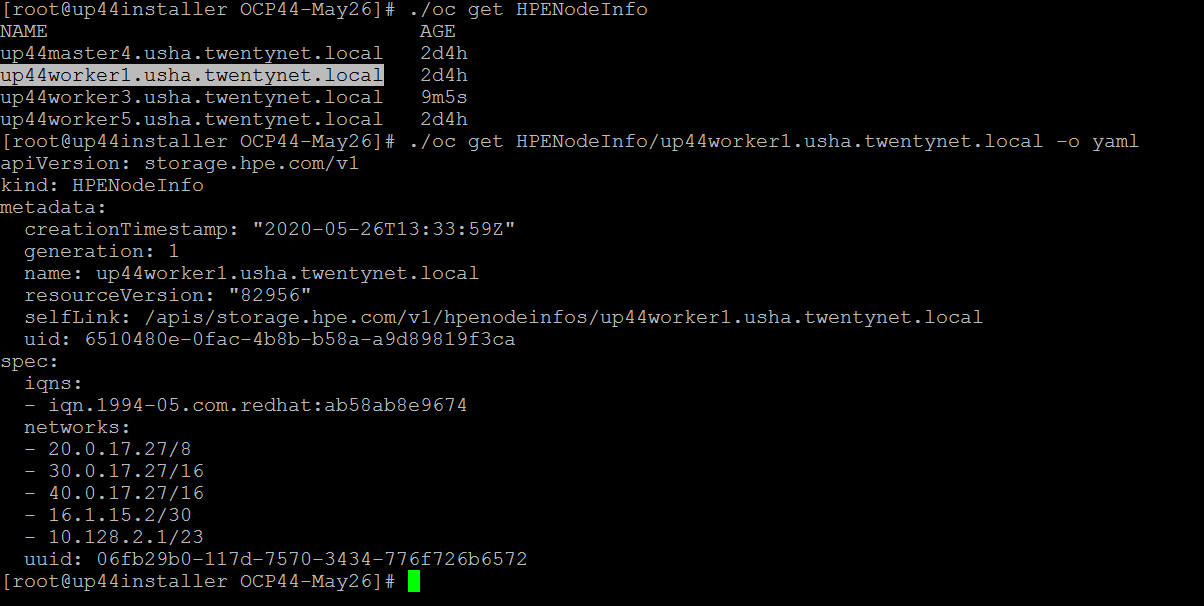 [root@up44installer OCP44-May26]# ./oc get HPENodeInfo
NAME                               AGE
up44master4.usha.twentynet.local   2d4h
up44worker1.usha.twentynet.local   2d4h
up44worker3.usha.twentynet.local   9m5s
up44worker5.usha.twentynet.local   2d4h
[root@up44installer OCP44-May26]# ./oc get HPENodeInfo/up44worker1.usha.twentynet.local -o yaml
apiVersion: storage.hpe.com/v1
kind: HPENodeInfo
metadata:
  creationTimestamp: "2020-05-26T13:33:59Z"
  generation: 1
  name: up44worker1.usha.twentynet.local
  resourceVersion: "82956"
  selfLink: /apis/storage.hpe.com/v1/hpenodeinfos/up44worker1.usha.twentynet.local
  uid: 6510480e-0fac-4b8b-b58a-a9d89819f3ca
spec:
  iqns:
  - iqn.1994-05.com.redhat:ab58ab8e9674
  networks:
  - 20.0.17.27/8
  - 30.0.17.27/16
  - 40.0.17.27/16
  - 16.1.15.2/30
  - 10.128.2.1/23
  uuid: 06fb29b0-117d-7570-3434-776f726b6572
[root@up44installer OCP44-May26]#